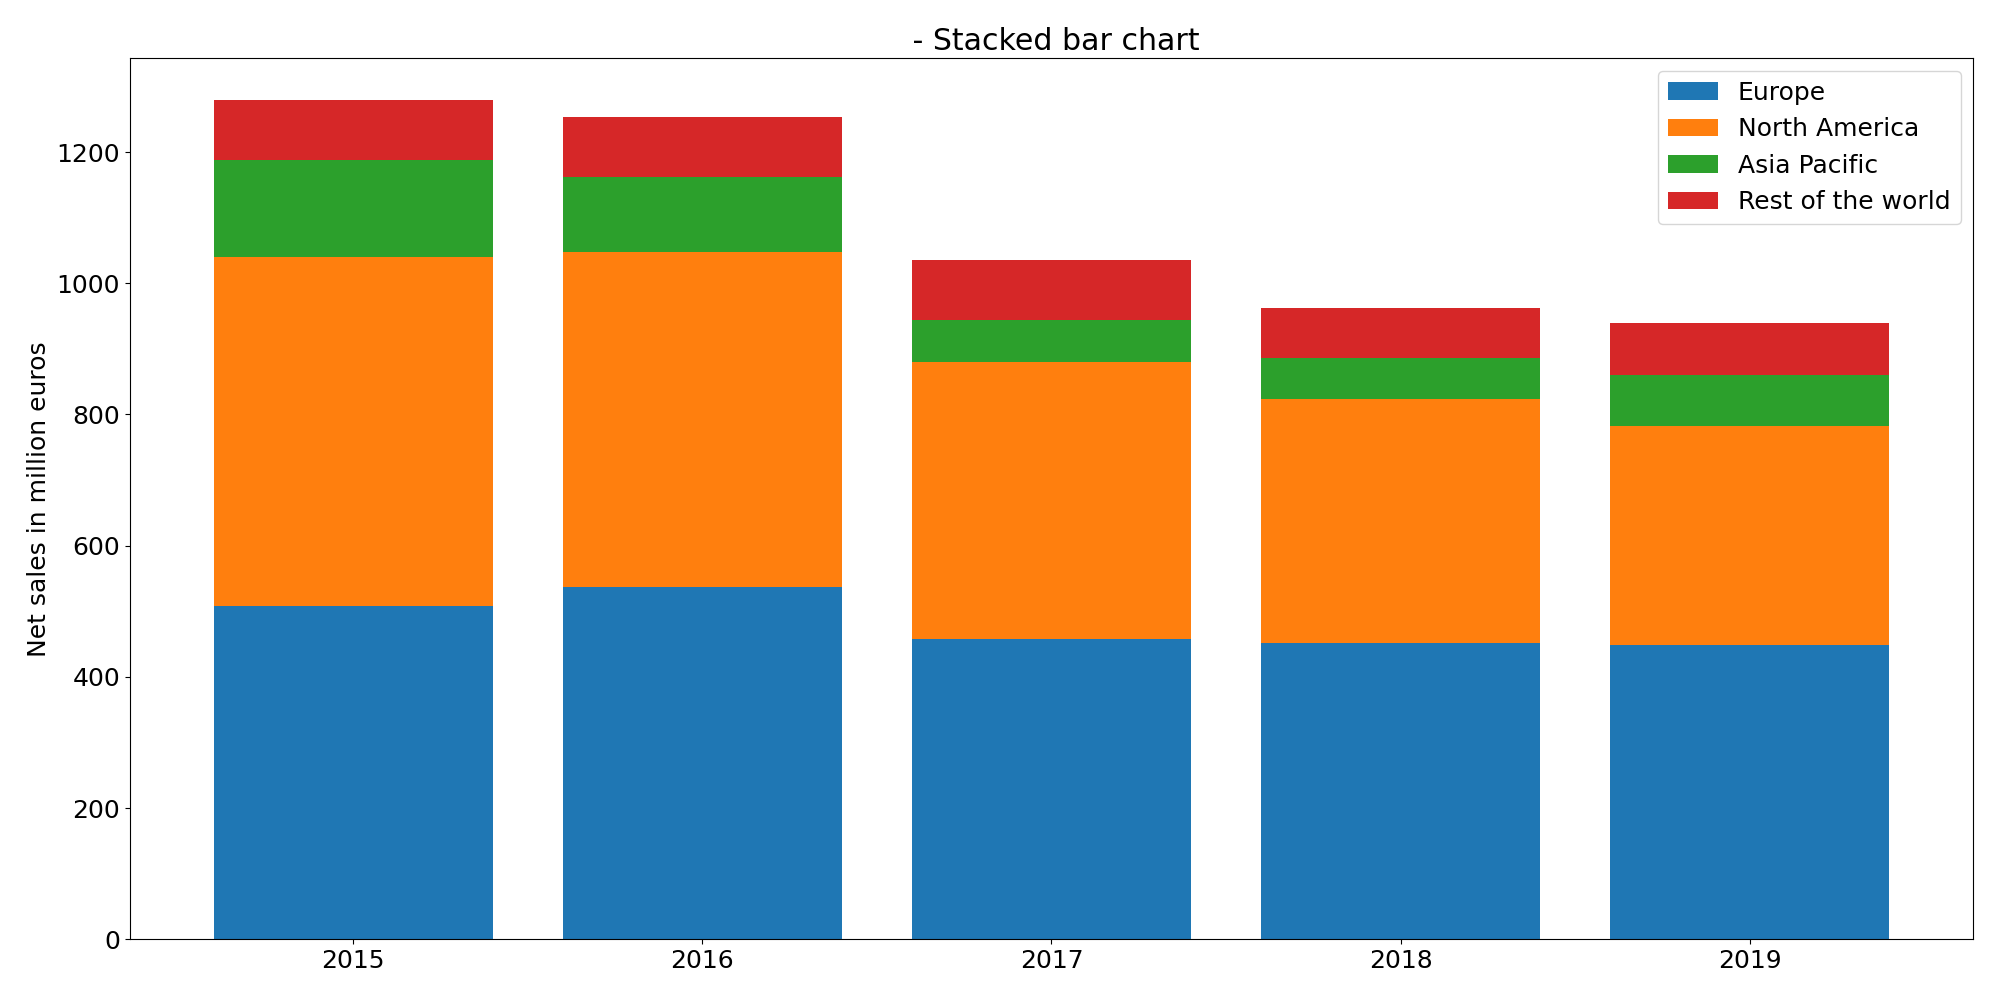 - Stacked bar chart
Net sales in million euros
1200
1000
800
600
400
200
0
2015
2016
2017
2018
2019
Europe
North America
Asia Pacific
Rest of the world